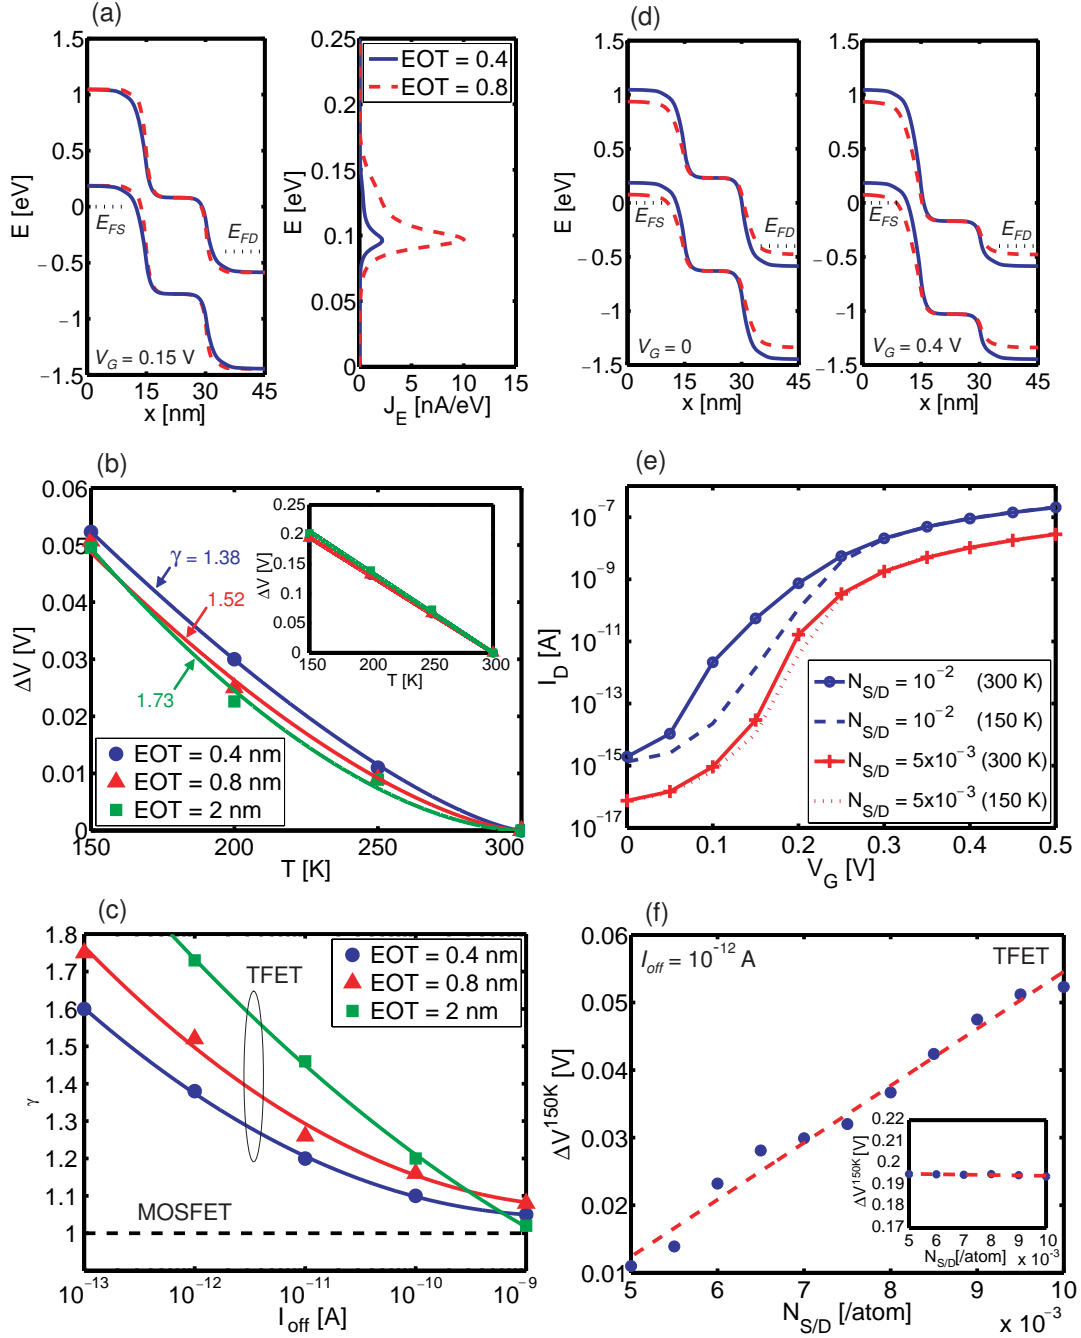 (a)
1.5
1
0.5
0
−0.5
−1
−1.5
E [eV]
E_FS
E_FD
V_G = 0.15 V
0 15 30 45
x [nm]
0.25
0.2
0.15
0.1
0.05
0
E [eV]
EOT = 0.4
EOT = 0.8
0 5 10 15
J_E [nA/eV]
(d)
1.5
1
0.5
0
−0.5
−1
−1.5
E [eV]
E_FS
E_FD
V_G = 0
0 15 30 45
x [nm]
1.5
1
0.5
0
−0.5
−1
−1.5
E_FS
E_FD
V_G = 0.4 V
0 15 30 45
x [nm]
(b)
0.06
0.05
0.04
0.03
0.02
0.01
0
ΔV [V]
γ = 1.38
1.52
1.73
EOT = 0.4 nm
EOT = 0.8 nm
EOT = 2 nm
150 200 250 300
T [K]
0.25
0.2
0.15
0.1
0.05
0
ΔV [V]
150 200 250 300
T [K]
(e)
10^−7
10^−9
10^−11
10^−13
10^−15
10^−17
I_D [A]
N_S/D = 10^−2 (300 K)
N_S/D = 10^−2 (150 K)
N_S/D = 5x10^−3 (300 K)
N_S/D = 5x10^−3 (150 K)
0 0.1 0.2 0.3 0.4 0.5
V_G [V]
(c)
1.8
1.7
1.6
1.5
1.4
1.3
1.2
1.1
1
γ
TFET
MOSFET
EOT = 0.4 nm
EOT = 0.8 nm
EOT = 2 nm
10^−13 10^−12 10^−11 10^−10 10^−9
I_off [A]
(f)
0.06
0.05
0.04
0.03
0.02
0.01
ΔV^150K [V]
I_off = 10^−12 A
TFET
5 6 7 8 9 10
N_S/D [/atom]
x 10^−3
0.22
0.21
0.2
0.19
0.18
0.17
ΔV^150K [V]
5 6 7 8 9 10
N_S/D [/atom] x 10^−3